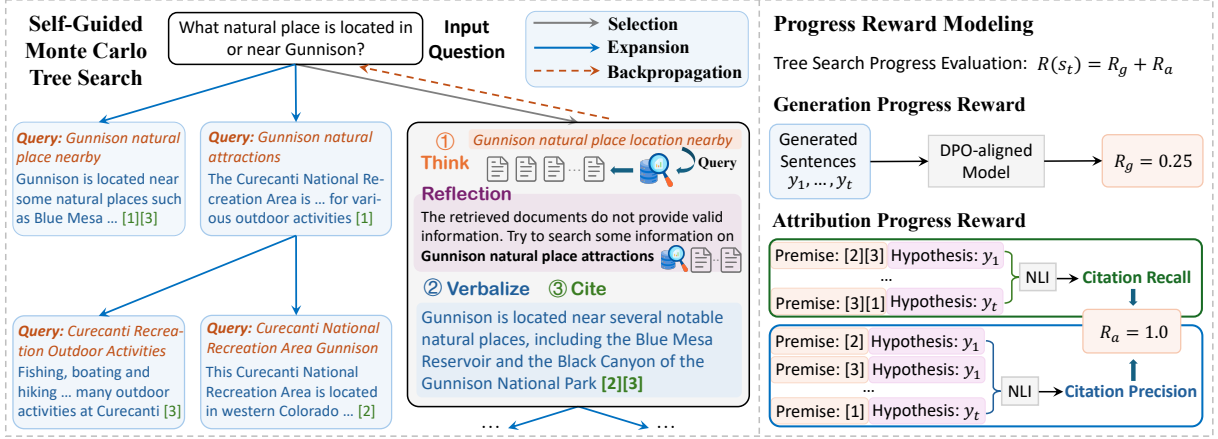 Self-Guided
Monte Carlo
Tree Search
What natural place is located in
or near Gunnison?
Input
Question
Selection
Expansion
Backpropagation
Query: Gunnison natural
place nearby
Gunnison is located near
some natural places such
as Blue Mesa ... [1][3]
Query: Gunnison natural
attractions
The Curecanti National Re-
creation Area is ... for vari-
ous outdoor activities [1]
Query: Curecanti Recrea-
tion Outdoor Activities
Fishing, boating and
hiking ... many outdoor
activities at Curecanti [3]
Query: Curecanti National
Recreation Area Gunnison
This Curecanti National
Recreation Area is located
in western Colorado ... [2]
① Think
Gunnison natural place location nearby
...
Query
Reflection
The retrieved documents do not provide valid
information. Try to search some information on
Gunnison natural place attractions
...
② Verbalize ③ Cite
Gunnison is located near several notable
natural places, including the Blue Mesa
Reservoir and the Black Canyon of the
Gunnison National Park [2][3]
... ...
Progress Reward Modeling
Tree Search Progress Evaluation: R(s_t) = R_g + R_a
Generation Progress Reward
Generated
Sentences
y_1, ... , y_t
DPO-aligned
Model
R_g = 0.25
Attribution Progress Reward
Premise: [2][3] Hypothesis: y_1
...
Premise: [3][1] Hypothesis: y_t
NLI
Citation Recall
R_a = 1.0
Premise: [2] Hypothesis: y_1
Premise: [3] Hypothesis: y_1
...
Premise: [1] Hypothesis: y_t
NLI
Citation Precision